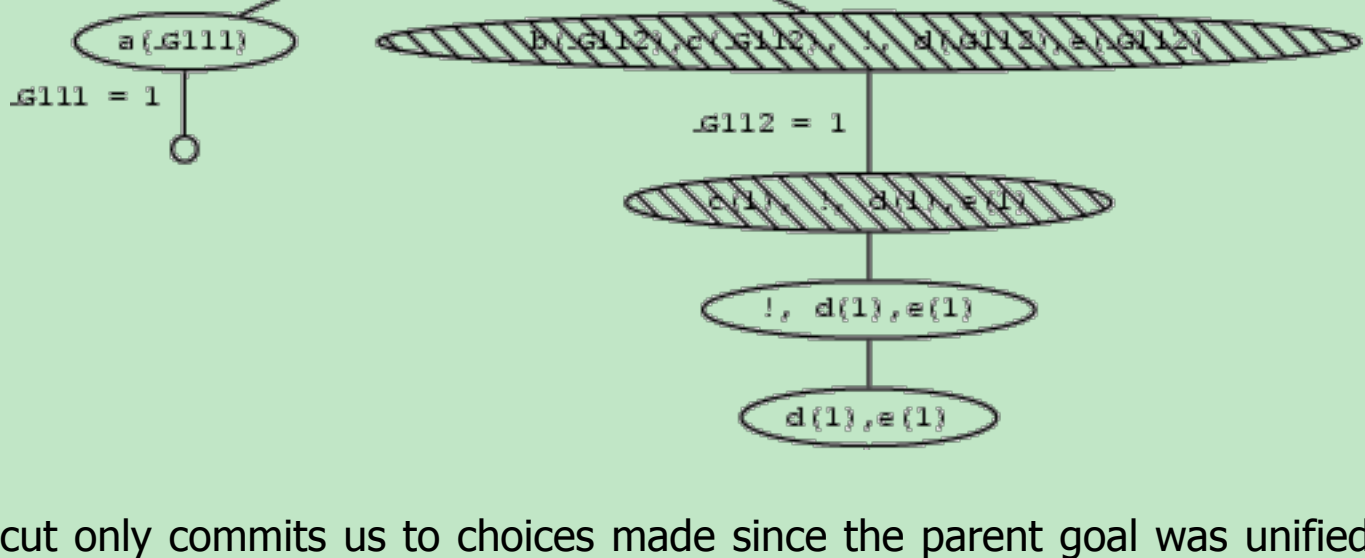 a(_G111)
b(_G112),c(_G112), !, d(_G112),e(_G112)
_G111 = 1
_G112 = 1
c(1), !, d(1),e(1)
!, d(1),e(1)
d(1),e(1)
cut only commits us to choices made since the parent goal was unified